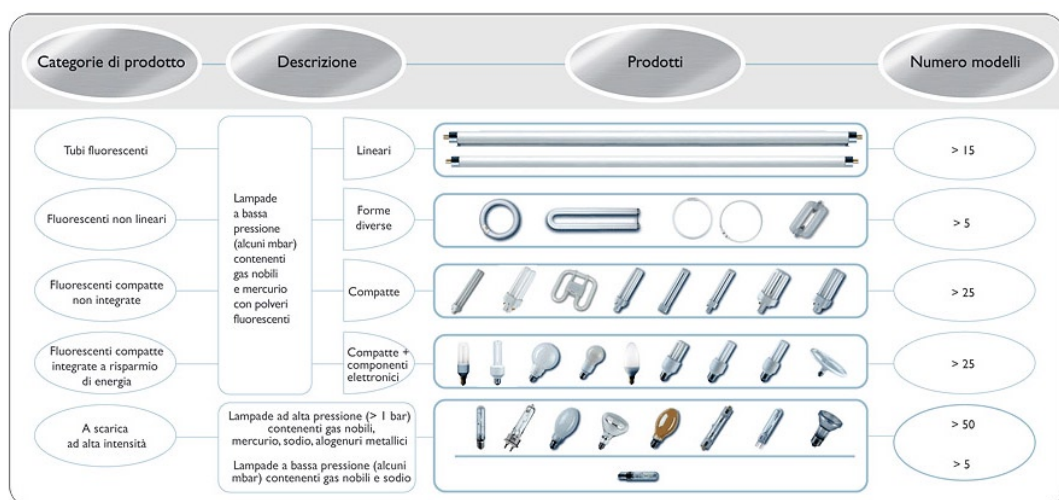 Categorie di prodotto
Descrizione
Prodotti
Numero modelli
Tubi fluorescenti
Lineari
> 15
Fluorescenti non lineari
Forme
diverse
> 5
Lampade
a bassa
pressione
(alcuni mbar)
contenenti
gas nobili
e mercurio
con polveri
fluorescenti
Fluorescenti compatte
non integrate
Compatte
> 25
Fluorescenti compatte
integrate a risparmio
di energia
Compatte +
componenti
elettronici
> 25
A scarica
ad alta intensità
Lampade ad alta pressione (> 1 bar)
contenenti gas nobili,
mercurio, sodio, alogenuri metallici
> 50
Lampade a bassa pressione (alcuni
mbar) contenenti gas nobili e sodio
> 5